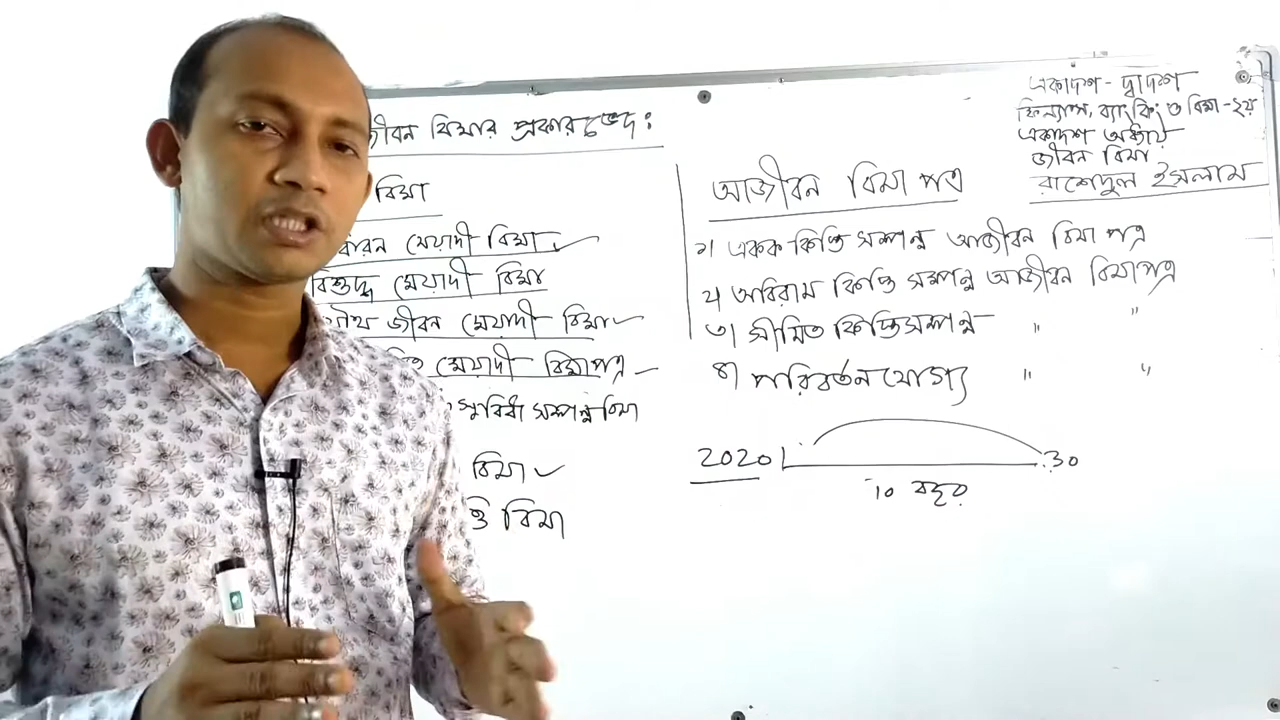 জীবন বিমার প্রকারভেদ:
বিমা
মেয়াদী বিমা
বিশুদ্ধ মেয়াদী বিমা
যৌথ জীবন মেয়াদী বিমা
মেয়াদী বিমাপত্র
সুবিধা সম্পন্ন বিমা
বিমা
বিমা
আজীবন বিমা পত্র
১। একক কিস্তি সম্পন্ন আজীবন বিমা পত্র
২। অবিরাম কিস্তি সম্পন্ন আজীবন বিমাপত্র
৩। সীমিত কিস্তিসম্পন্ন " "
৪। পরিবর্তনযোগ্য " "
2020 30
10 বছর
একাদশ - দ্বাদশ
ফিন্যান্স, ব্যাংকিং ও বিমা - ২য়
একাদশ অধ্যায়
জীবন বিমা
রাশেদুল ইসলাম